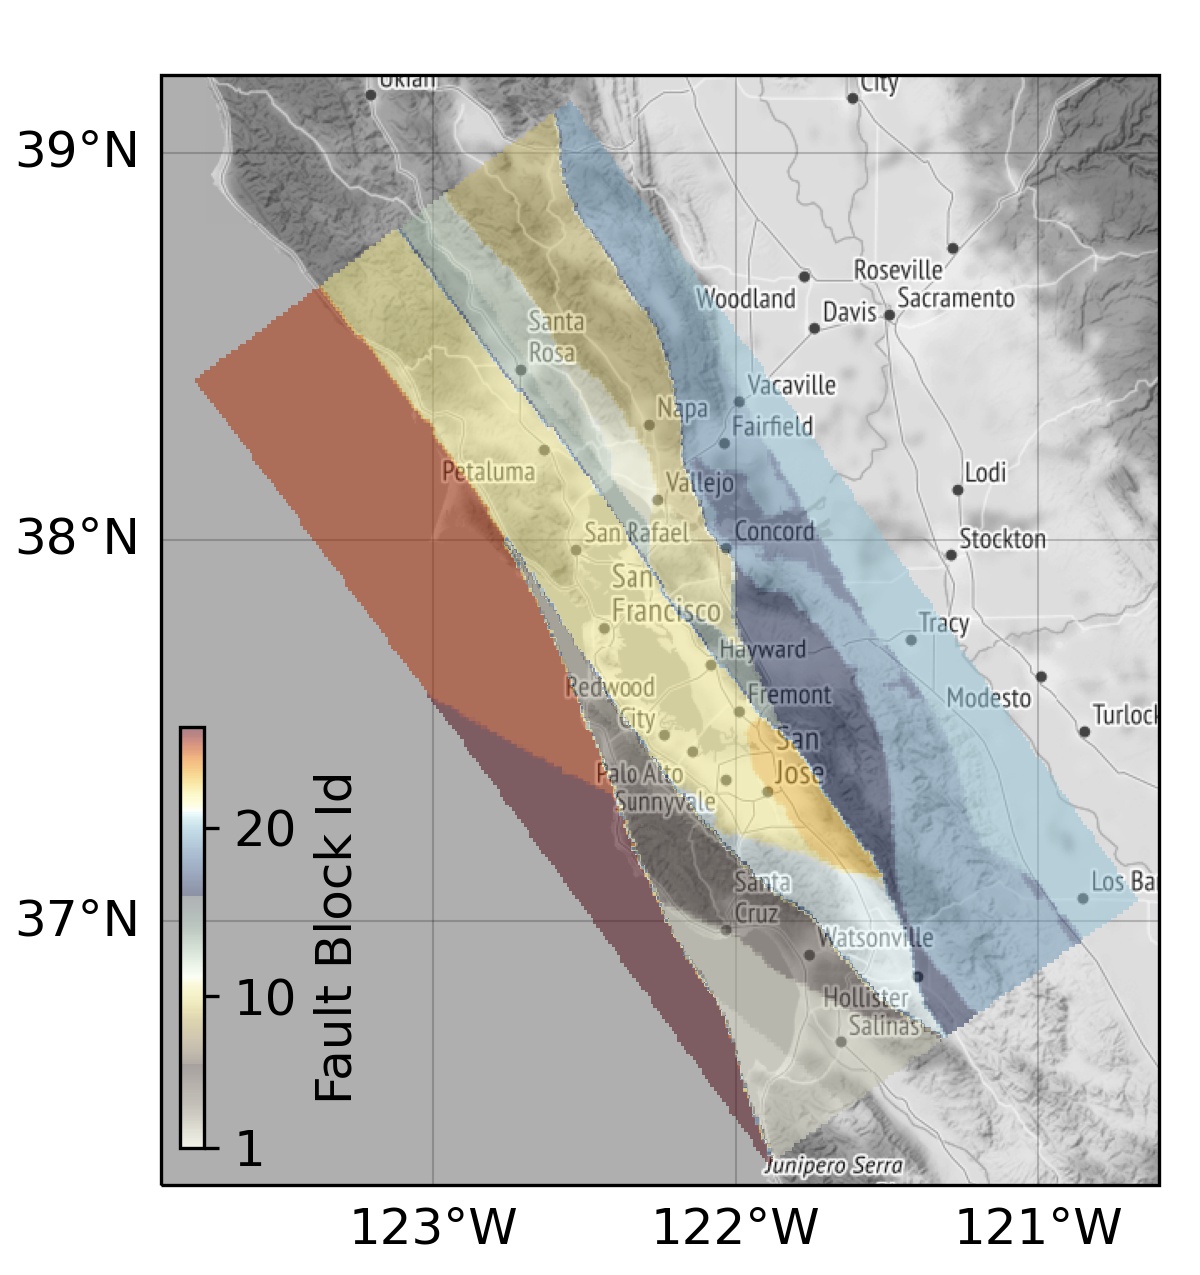 Ukiah
City
39°N
Roseville
Woodland
Sacramento
Davis
Santa
Rosa
Vacaville
Napa
Fairfield
Petaluma
Vallejo
Lodi
38°N
San Rafael
Concord
Stockton
San
Francisco
Tracy
Hayward
Redwood
City
Fremont
Modesto
Turlock
San
Jose
Palo Alto
Sunnyvale
20
Santa
Cruz
Los Ba
37°N
Watsonville
10
Hollister
Salinas
Fault Block Id
1
Junipero Serra
123°W
122°W
121°W